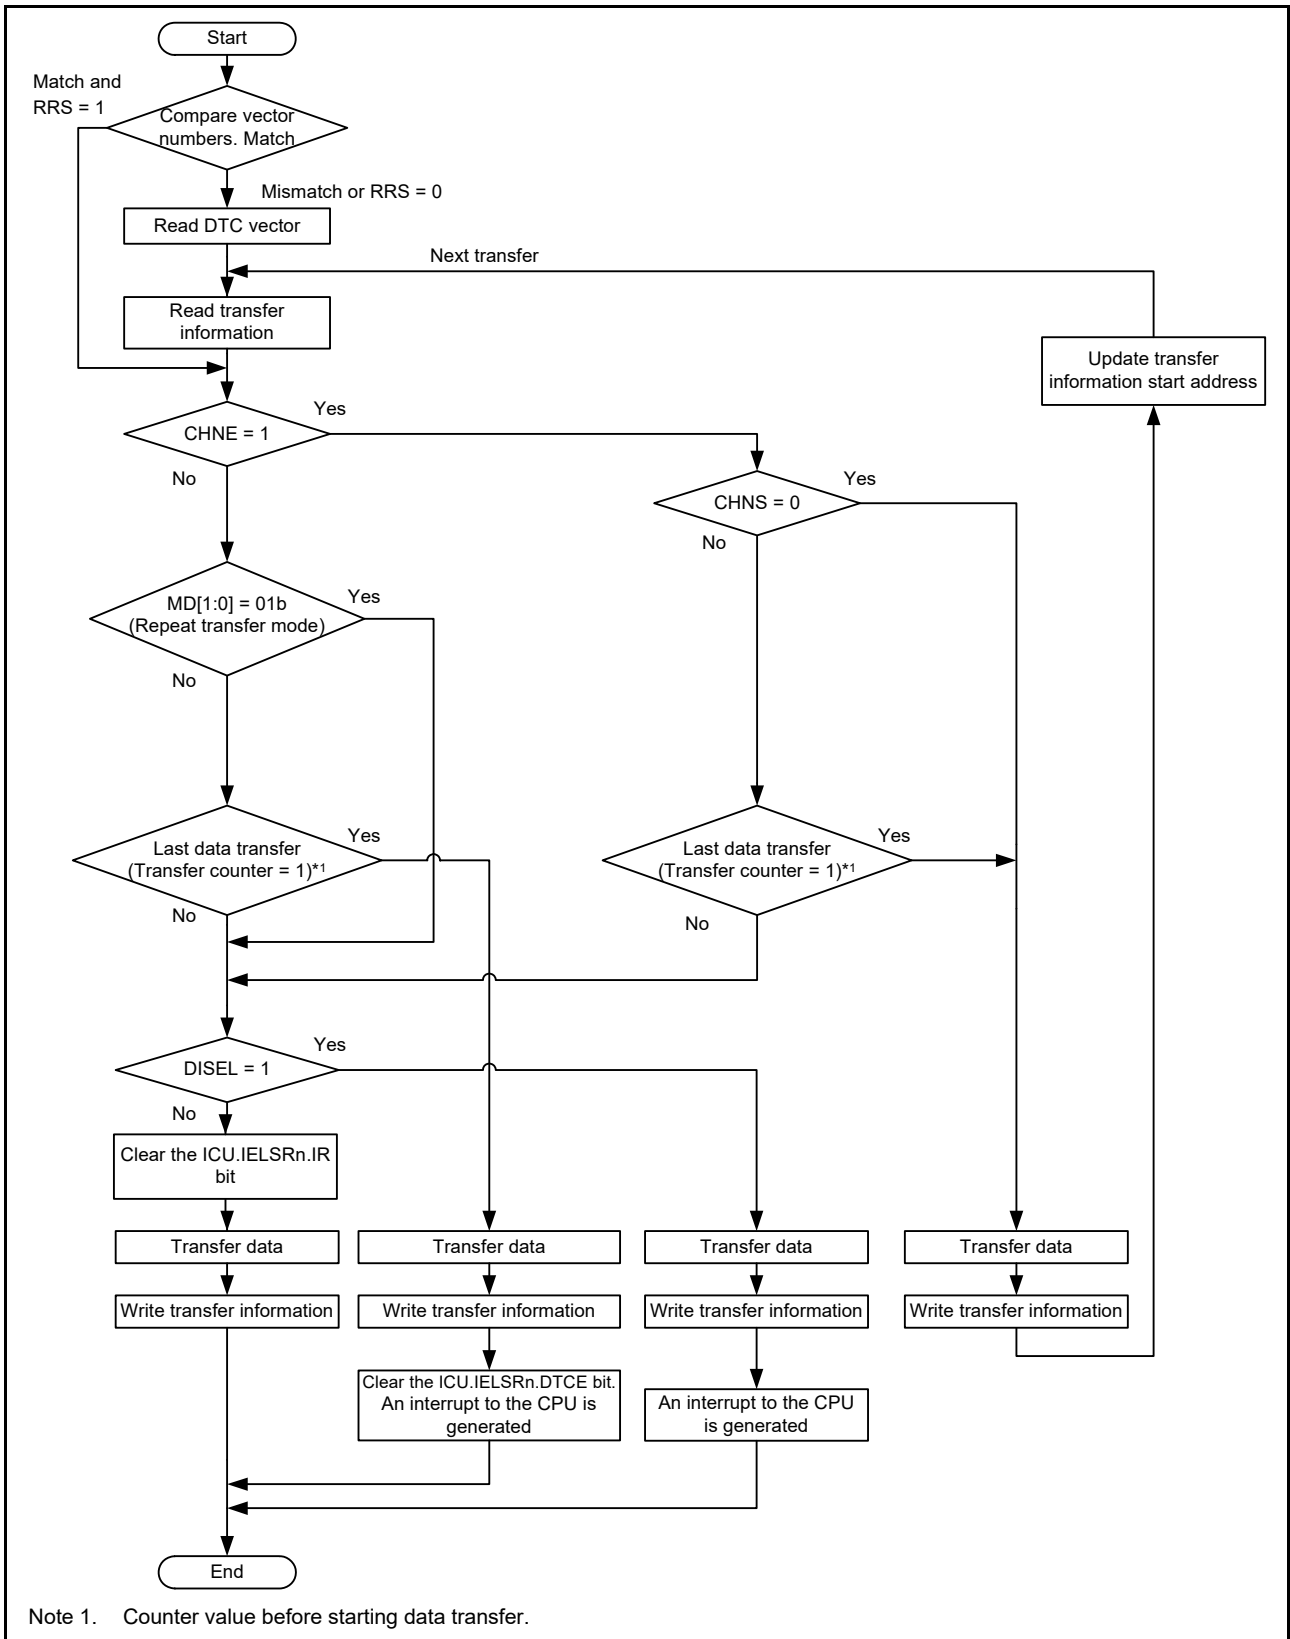 Start
Match and
RRS = 1
Compare vector
numbers. Match
Mismatch or RRS = 0
Read DTC vector
Next transfer
Read transfer
information
Update transfer
information start address
Yes
CHNE = 1
No
Yes
CHNS = 0
No
MD[1:0] = 01b
(Repeat transfer mode)
Yes
No
Last data transfer
(Transfer counter = 1)*1
Yes
No
Last data transfer
(Transfer counter = 1)*1
Yes
No
Yes
DISEL = 1
No
Clear the ICU.IELSRn.IR
bit
Transfer data
Transfer data
Transfer data
Transfer data
Write transfer information
Write transfer information
Write transfer information
Write transfer information
Clear the ICU.IELSRn.DTCE bit.
An interrupt to the CPU is
generated
An interrupt to the CPU
is generated
End
Note 1. Counter value before starting data transfer.